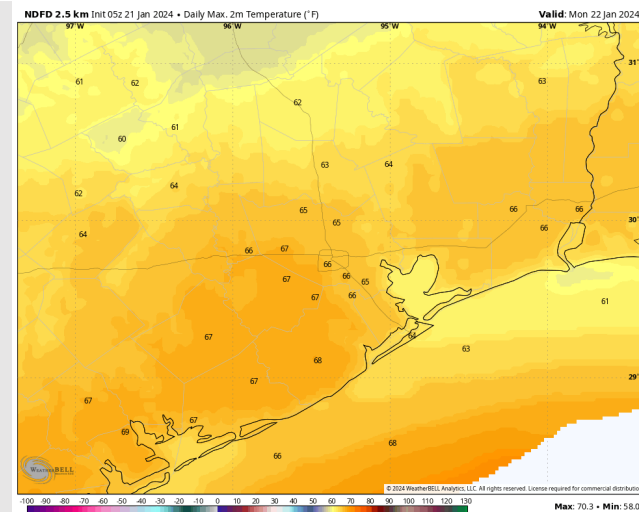 NDFD 2.5 km Init 05z 21 Jan 2024 • Daily Max. 2m Temperature (°F)
Valid: Mon 22 Jan 2024
97°W 96°W 95°W 94°W
31°
61 62 63
62
61
60
63 64
64
62
65 66 66
65 66
64
66 67
66
67 66 65
67 66
61
29°
67 64
63
68
67
67
67
69
68
66
WEATHERBELL
© 2024 WeatherBELL Analytics, LLC. All rights reserved. License required for commercial distributio
-100 -90 -80 -70 -60 -50 -40 -30 -20 -10 0 10 20 30 40 50 60 70 80 90 100 110 120 130
Max: 70.3 • Min: 58.0
30°